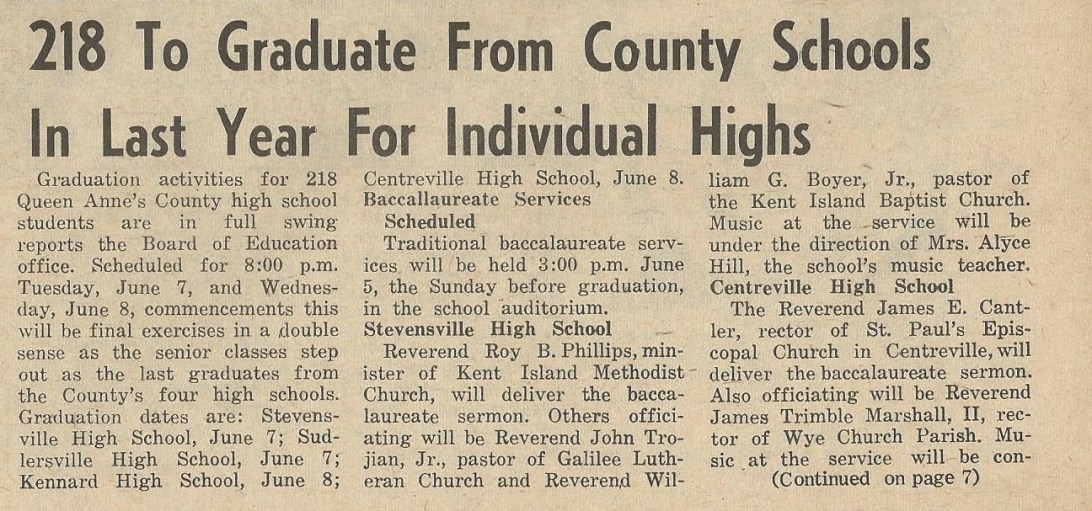 218 To Graduate From County Schools
In Last Year For Individual Highs
Graduation activities for 218
Queen Anne's County high school
students are in full swing
reports the Board of Education
office. Scheduled for 8:00 p.m.
Tuesday, June 7, and Wednes-
day, June 8, commencements this
will be final exercises in a double
sense as the senior classes step
out as the last graduates from
the County's four high schools.
Graduation dates are: Stevens-
ville High School, June 7; Sud-
lersville High School, June 7;
Kennard High School, June 8;
Centreville High School, June 8.
Baccallaureate Services
Scheduled
Traditional baccalaureate serv-
ices will be held 3:00 p.m. June
5, the Sunday before graduation,
in the school auditorium.
Stevensville High School
Reverend Roy B. Phillips, min-
ister of Kent Island Methodist
Church, will deliver the bacca-
laureate sermon. Others offici-
ating will be Reverend John Tro-
jian, Jr., pastor of Galilee Luth-
eran Church and Reverend Wil-
liam G. Boyer, Jr., pastor of
the Kent Island Baptist Church.
Music at the service will be
under the direction of Mrs. Alyce
Hill, the school's music teacher.
Centreville High School
The Reverend James E. Cant-
ler, rector of St. Paul's Epis-
copal Church in Centreville, will
deliver the baccalaureate sermon.
Also officiating will be Reverend
James Trimble Marshall, II, rec-
tor of Wye Church Parish. Mu-
sic at the service will be con-
(Continued on page 7)